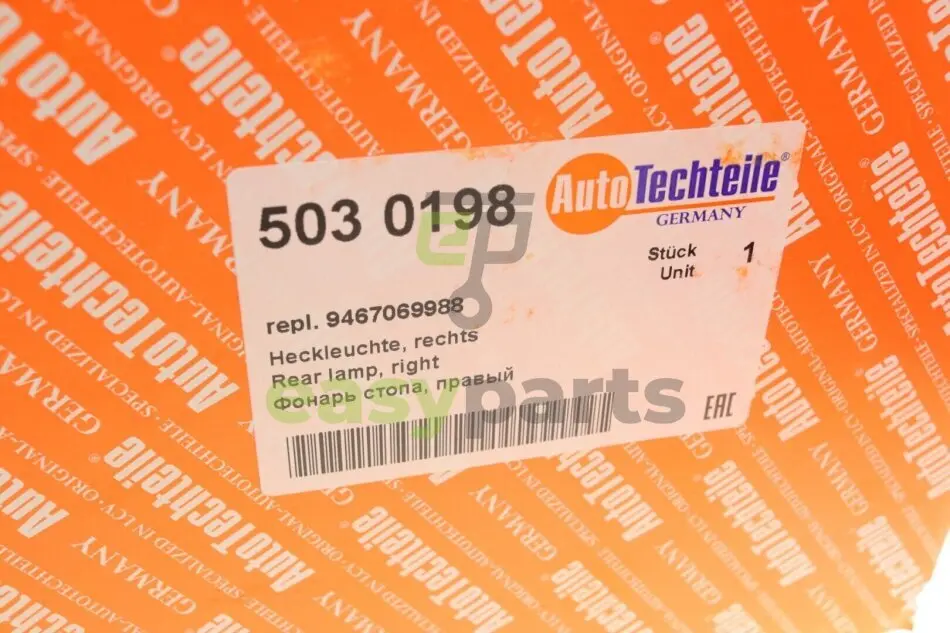 503 0198
AutoTechteile®
GERMANY
Stück 1
Unit
repl. 9467069988
Heckleuchte, rechts
Rear lamp, right
Фонарь стопа, правый
EAC
ep
easyparts
AutoTechteile®
GERMANY
SPECIALIZED IN LCV · ORIGINAL-AUTOTECHTEILE